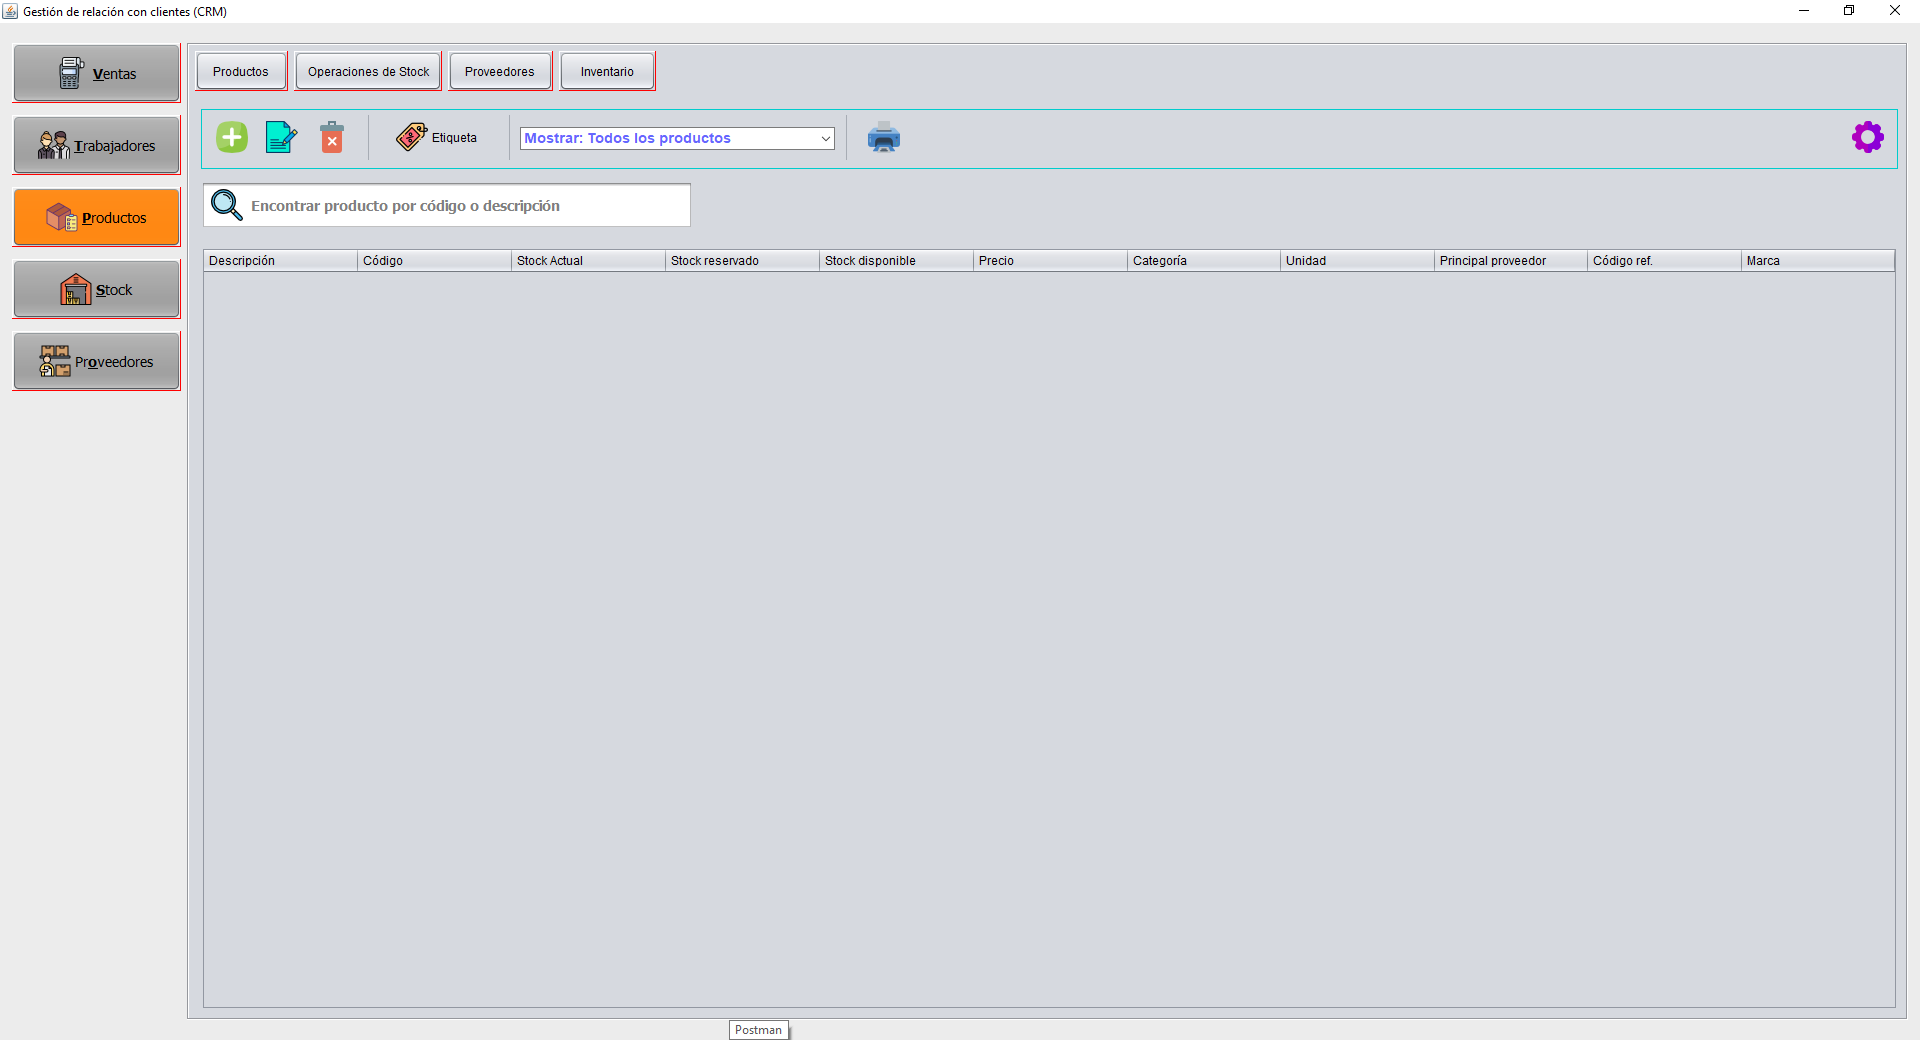 Gestión de relación con clientes (CRM)
Ventas
Trabajadores
Productos
Stock
Proveedores
Productos
Operaciones de Stock
Proveedores
Inventario
Etiqueta
Mostrar: Todos los productos
Encontrar producto por código o descripción
Descripción
Código
Stock Actual
Stock reservado
Stock disponible
Precio
Categoría
Unidad
Principal proveedor
Código ref.
Marca
Postman